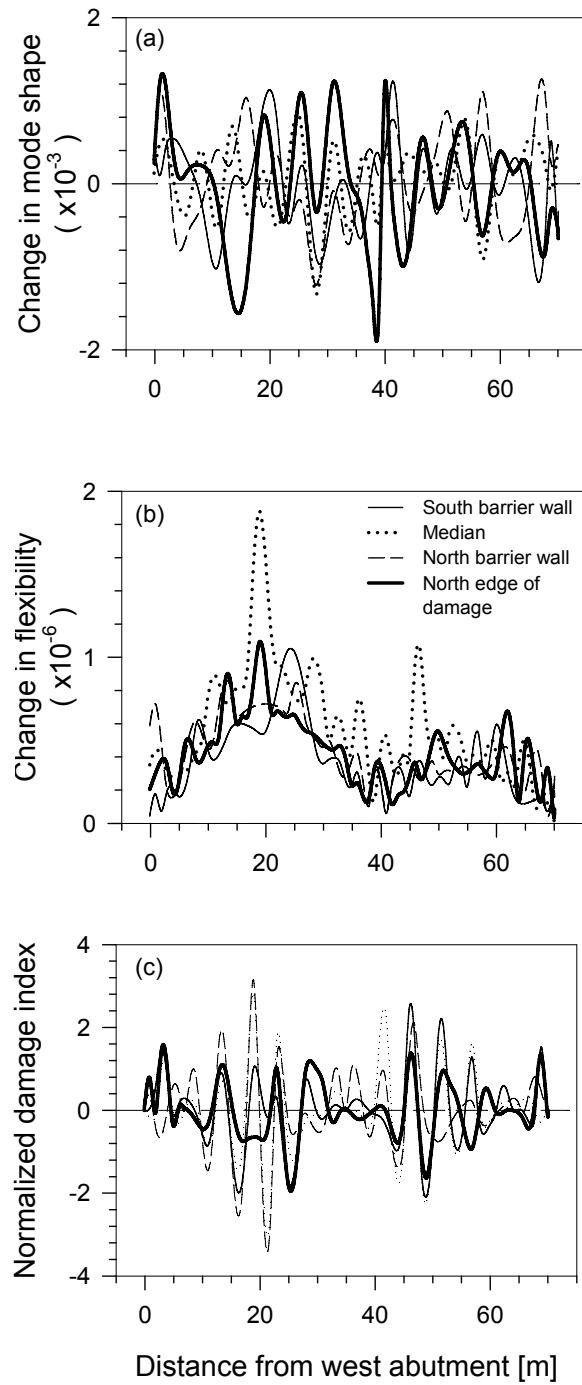 (a)
2
0
-2
Change in mode shape
( x10-3)
0 20 40 60
(b)
2
1
0
Change in flexibility
( x10-6)
South barrier wall
Median
North barrier wall
North edge of
damage
0 20 40 60
(c)
4
2
0
-2
-4
Normalized damage index
0 20 40 60
Distance from west abutment [m]